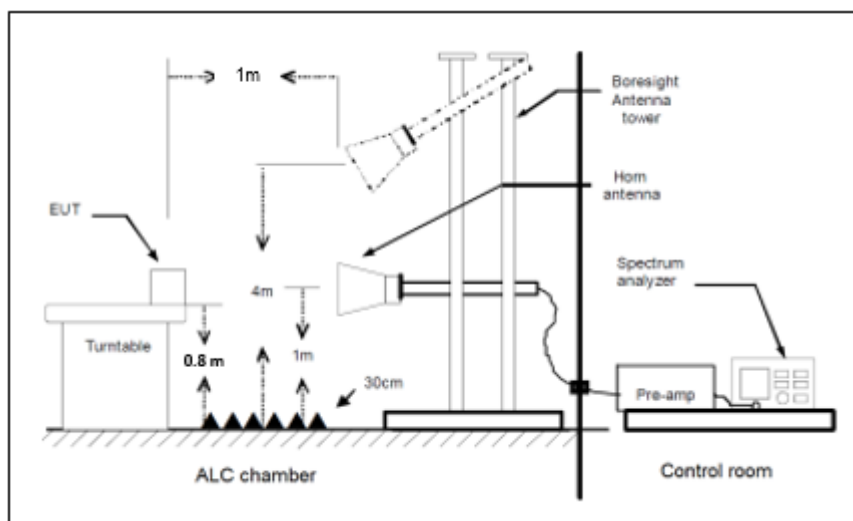 1m
Boresight
Antenna
tower
Horn
antenna
EUT
Spectrum
analyzer
4m
Turntable
0.8 m
1m
30cm
Pre-amp
ALC chamber
Control room